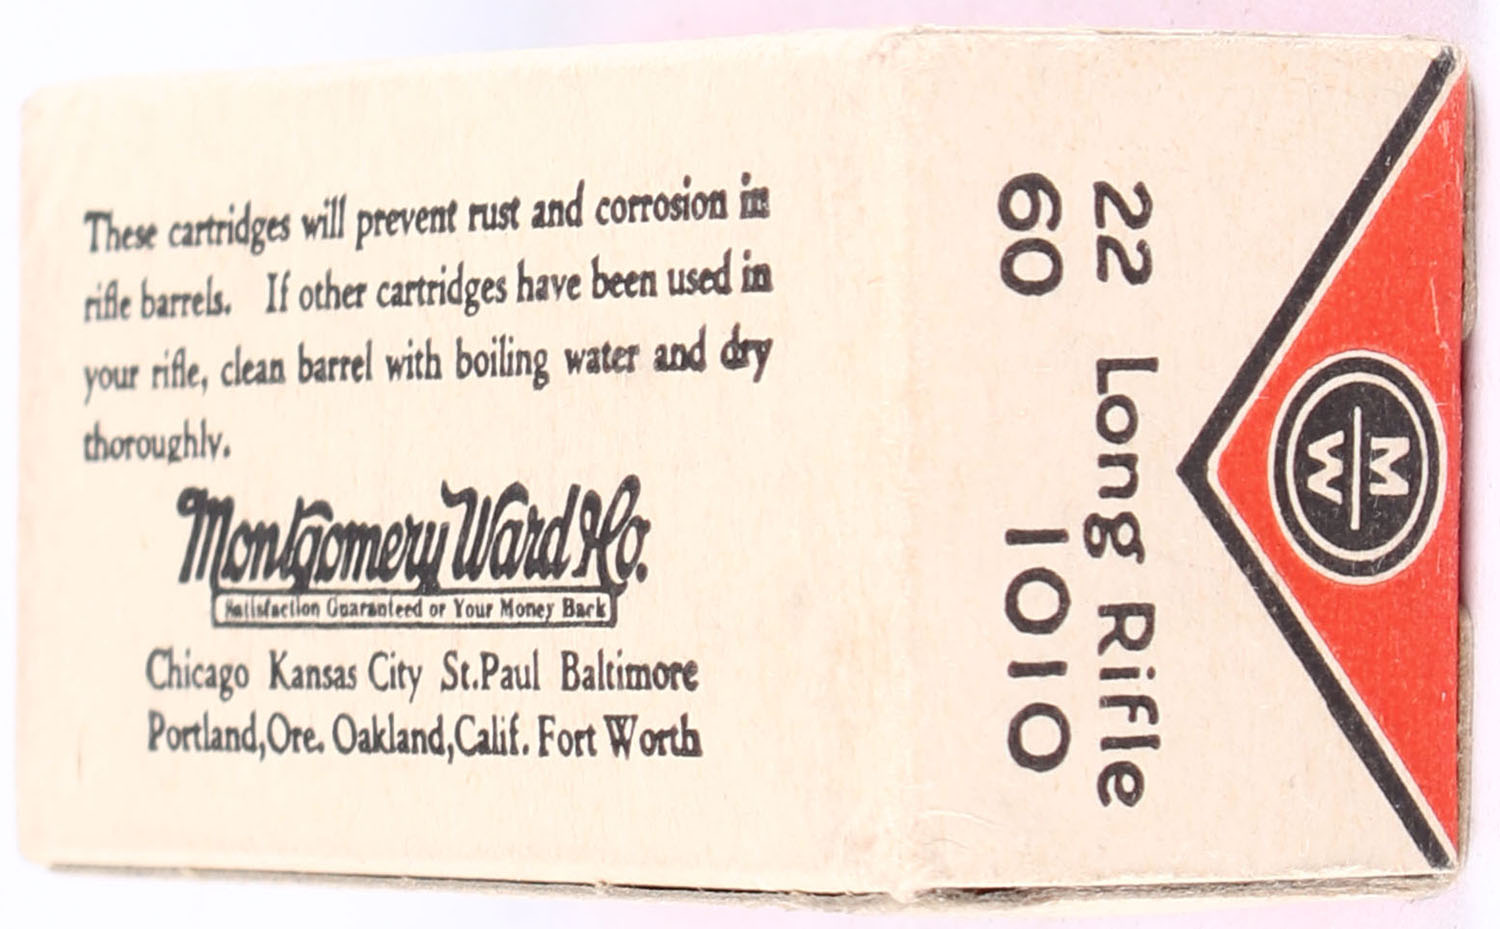 These cartridges will prevent rust and corrosion in
rifle barrels. If other cartridges have been used in
your rifle, clean barrel with boiling water and dry
thoroughly.
Montgomery Ward & Co.
Satisfaction Guaranteed or Your Money Back
Chicago Kansas City St.Paul Baltimore
Portland,Ore. Oakland,Calif. Fort Worth
M
W
22 Long Rifle
60 1010